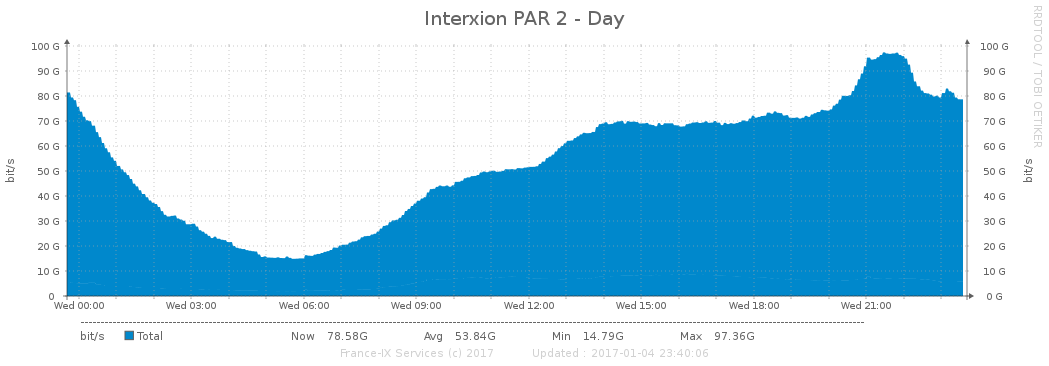 Interxion PAR 2 - Day
RRDTOOL / TOBI OETIKER
bit/s
100 G
90 G
80 G
70 G
60 G
50 G
40 G
30 G
20 G
10 G
0
100 G
90 G
80 G
70 G
60 G
50 G
40 G
30 G
20 G
10 G
0 G
bit/s
Wed 00:00 Wed 03:00 Wed 06:00 Wed 09:00 Wed 12:00 Wed 15:00 Wed 18:00 Wed 21:00
bit/s Total Now 78.58G Avg 53.84G Min 14.79G Max 97.36G
France-IX Services (c) 2017 Updated : 2017-01-04 23:40:06